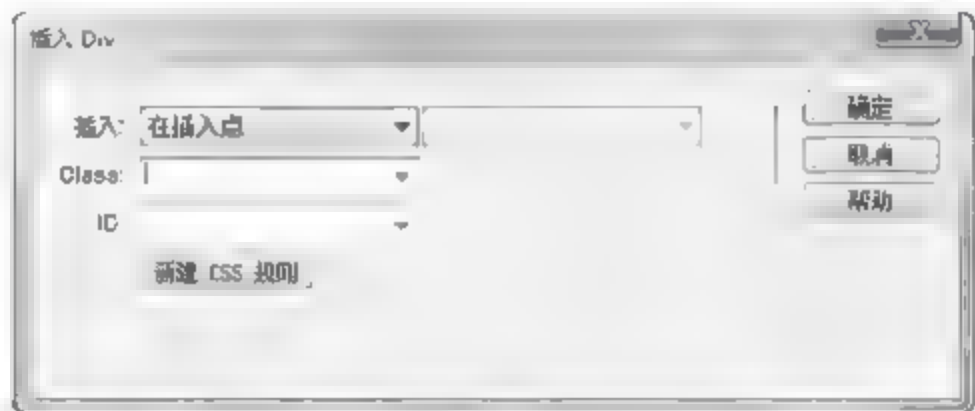 插入 Div
插入: 在插入点
Class:
ID
新建 CSS 规则
确定
取消
帮助